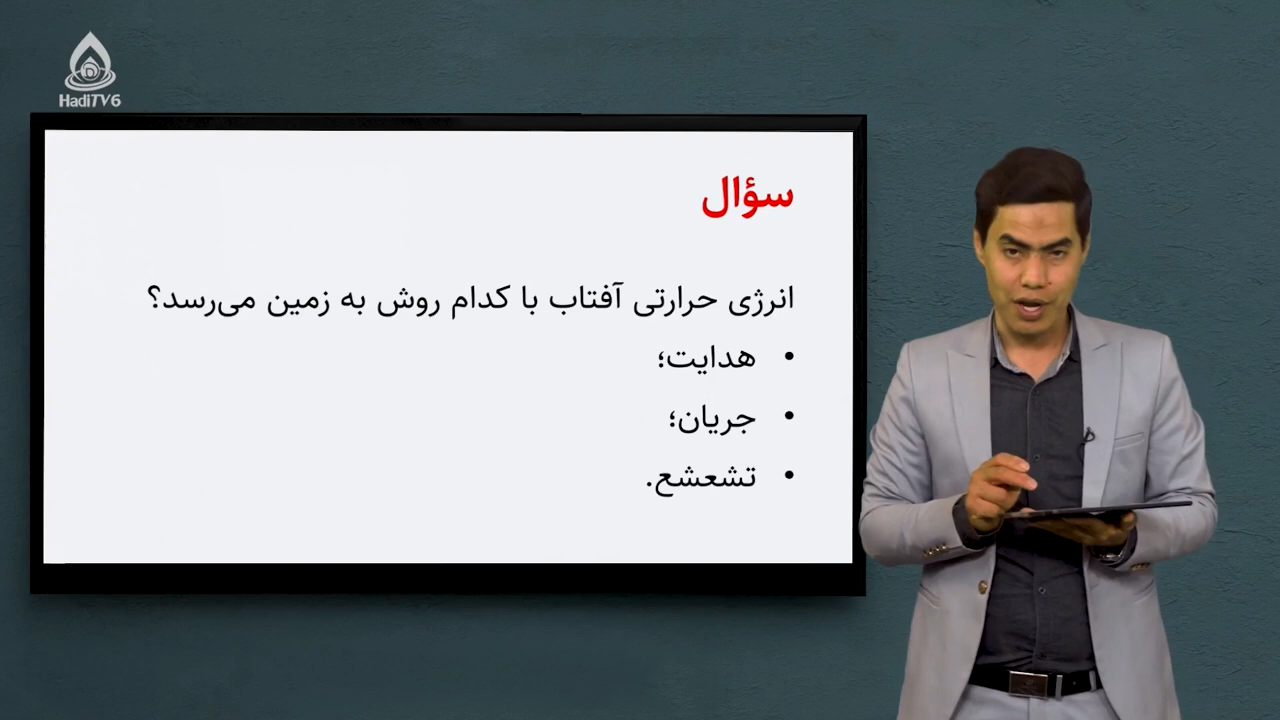 HadiTV6
سؤال
انرژی حرارتی آفتاب با کدام روش به زمین می‌رسد؟
• هدایت؛
• جریان؛
• تشعشع.